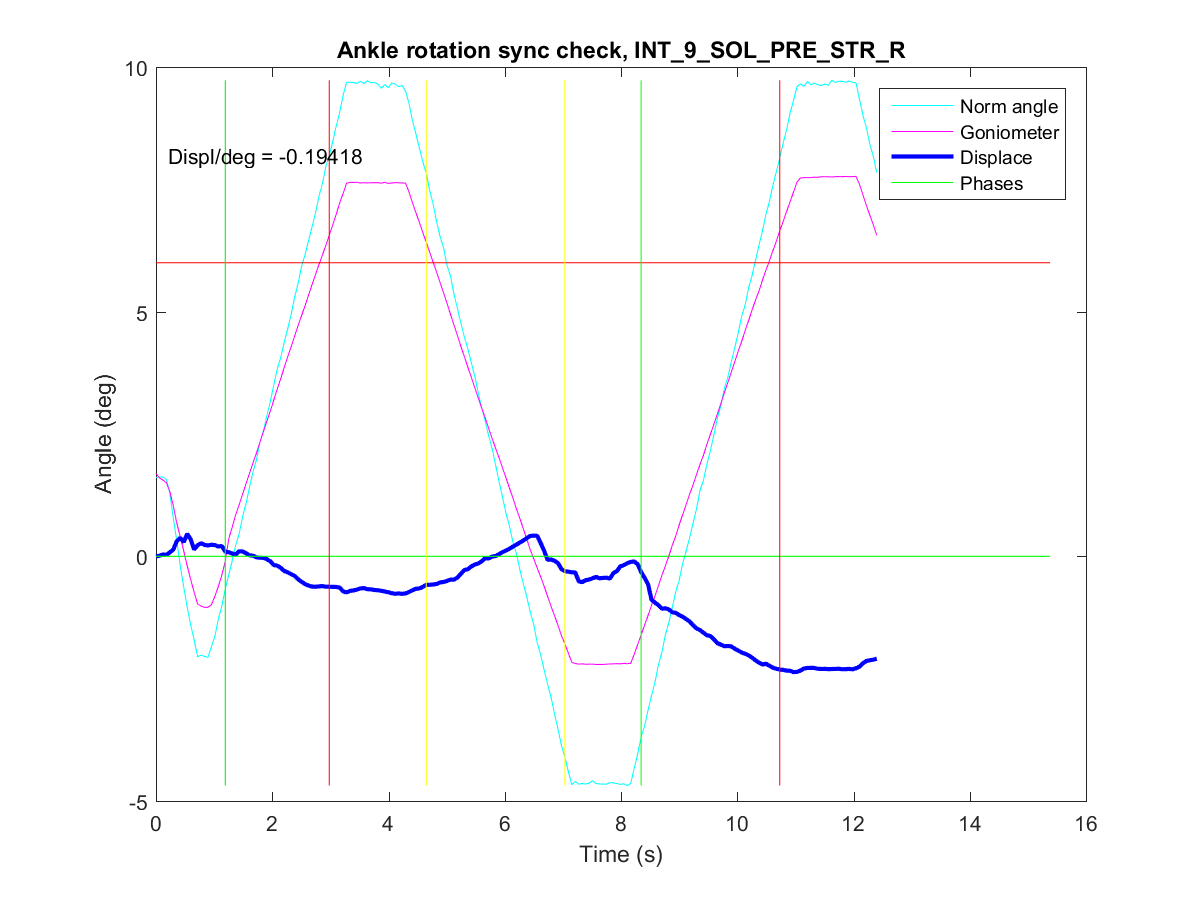 Ankle rotation sync check, INT_9_SOL_PRE_STR_R
10
5
0
-5
Angle (deg)
Displ/deg = -0.19418
Norm angle
Goniometer
Displace
Phases
0 2 4 6 8 10 12 14 16
Time (s)